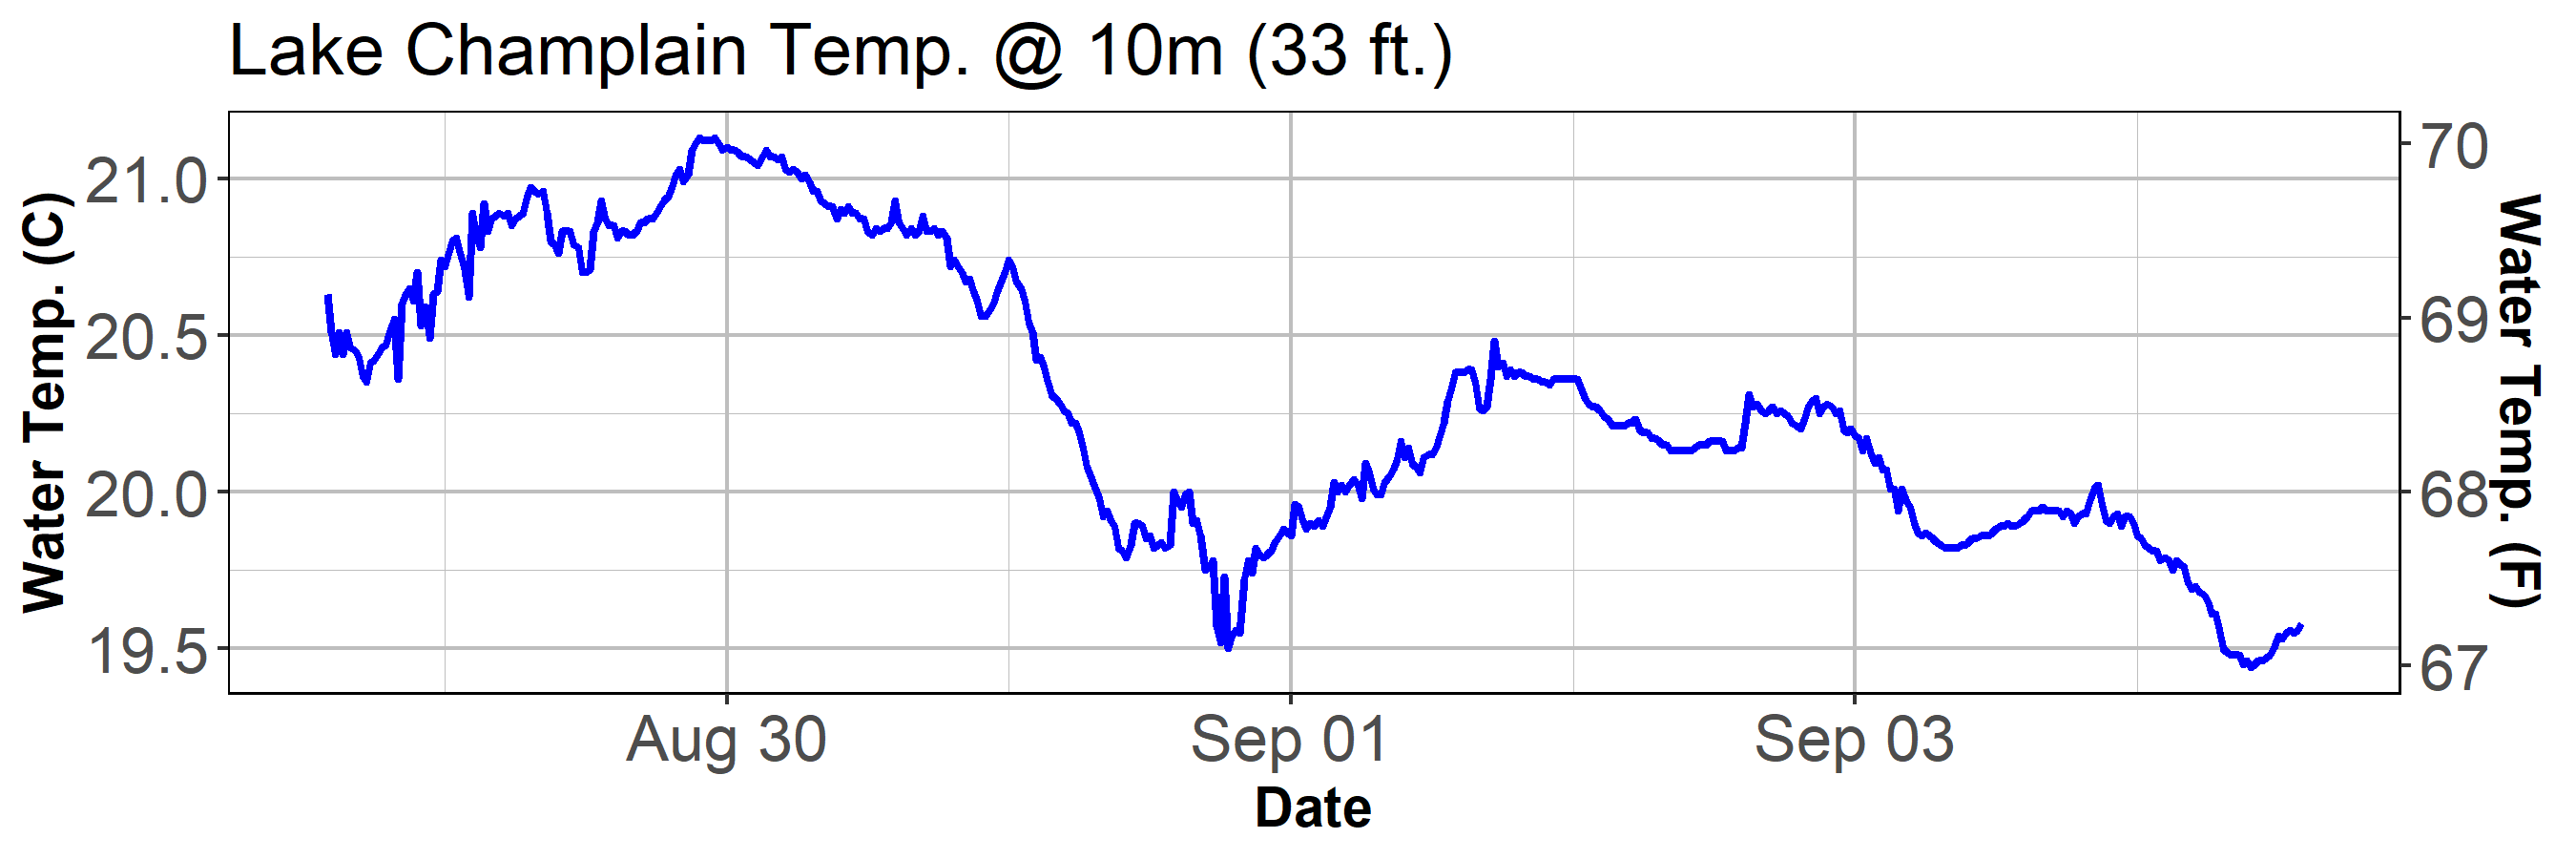 Lake Champlain Temp. @ 10m (33 ft.)
21.0
20.5
20.0
19.5
Water Temp. (C)
70
69
68
67
Water Temp. (F)
Aug 30
Sep 01
Sep 03
Date